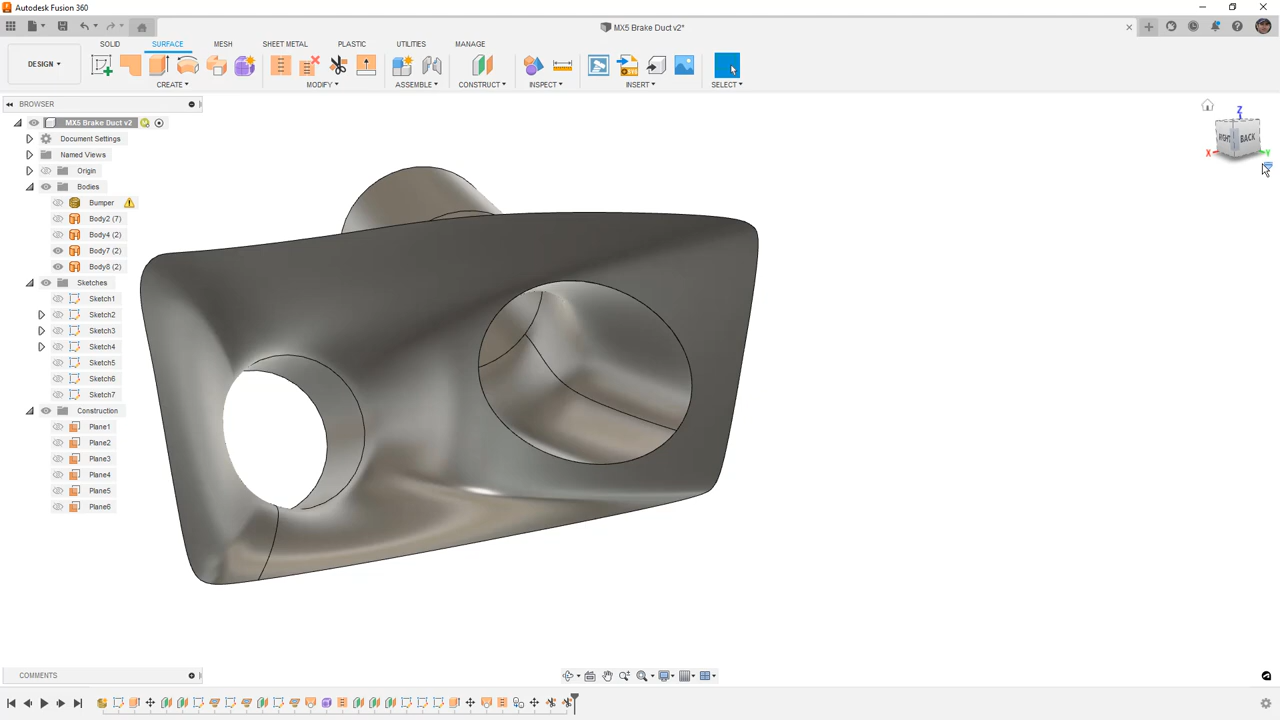 Autodesk Fusion 360
MX5 Brake Duct v2*
DESIGN
SOLID SURFACE MESH SHEET METAL PLASTIC UTILITIES MANAGE
CREATE MODIFY ASSEMBLE CONSTRUCT INSPECT INSERT SELECT
BROWSER
MX5 Brake Duct v2
Document Settings
Named Views
Origin
Bodies
Bumper
Body2 (7)
Body4 (2)
Body7 (2)
Body8 (2)
Sketches
Sketch1
Sketch2
Sketch3
Sketch4
Sketch5
Sketch6
Sketch7
Construction
Plane1
Plane2
Plane3
Plane4
Plane5
Plane6
Z
RIGHT BACK
X Y
COMMENTS